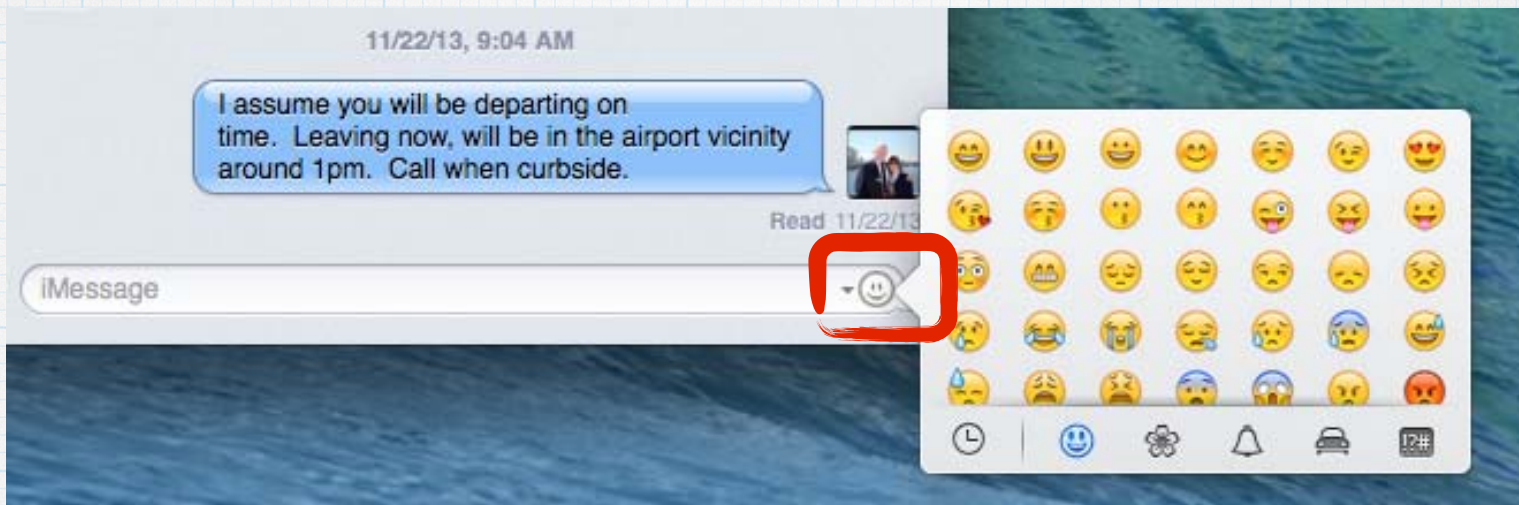 11/22/13, 9:04 AM
I assume you will be departing on
time.  Leaving now, will be in the airport vicinity
around 1pm.  Call when curbside.
Read 11/22/13
iMessage
!?#